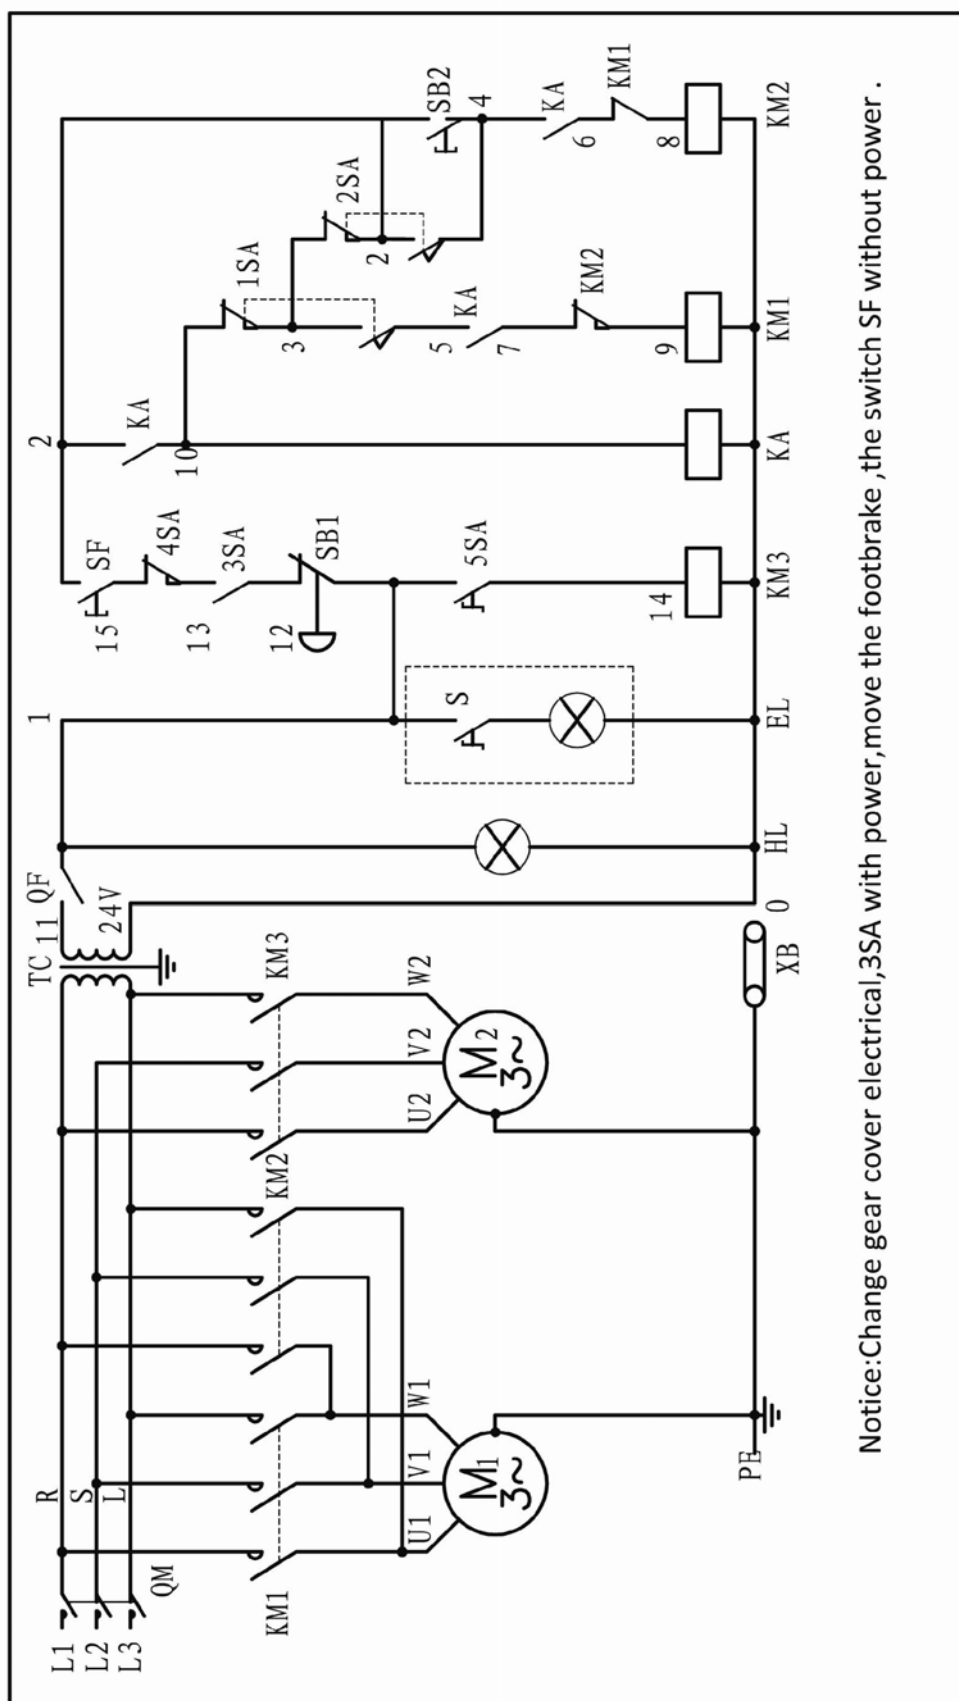 L1
R
TC
11
QF
1
2
L2
S
L3
L
24V
QM
15
SF
4SA
KA
10
13
3SA
1SA
3
KM1
KM2
KM3
12
SB1
2SA
2
U1
V1
W1
U2
V2
W2
S
5SA
5
KA
SB2
4
M1
3~
M2
3~
7
KA
6
KM2
KM1
14
9
8
PE
XB
0
HL
EL
KM3
KA
KM1
KM2
Notice:Change gear cover electrical,3SA with power,move the footbrake ,the switch SF without power .